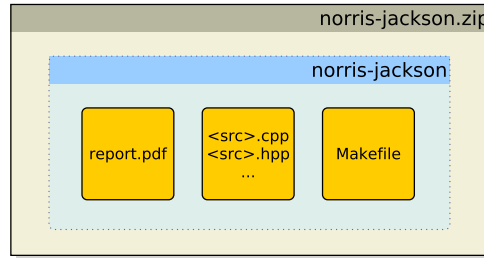 norris-jackson.zip
norris-jackson
report.pdf
<src>.cpp
<src>.hpp
...
Makefile